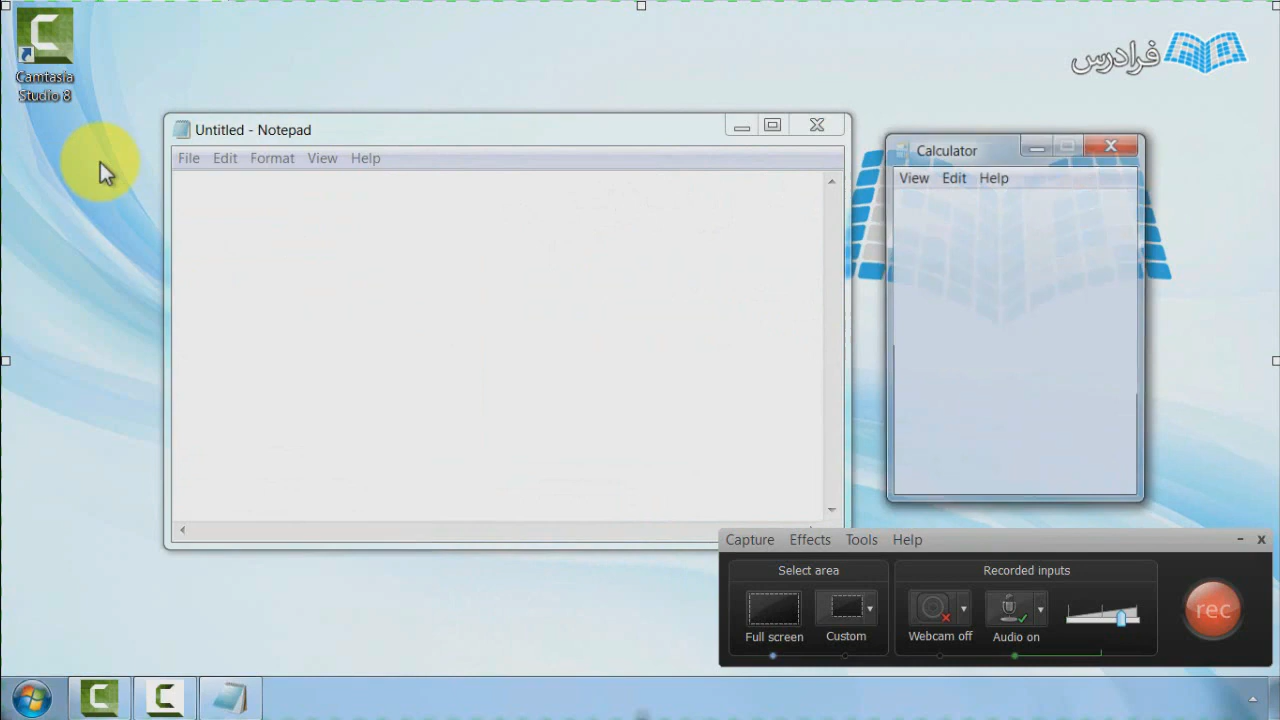 Camtasia
Studio 8
فرادرس
Untitled - Notepad
File Edit Format View Help
Calculator
View Edit Help
Capture Effects Tools Help
Select area
Recorded inputs
Full screen
Custom
Webcam off
Audio on
rec